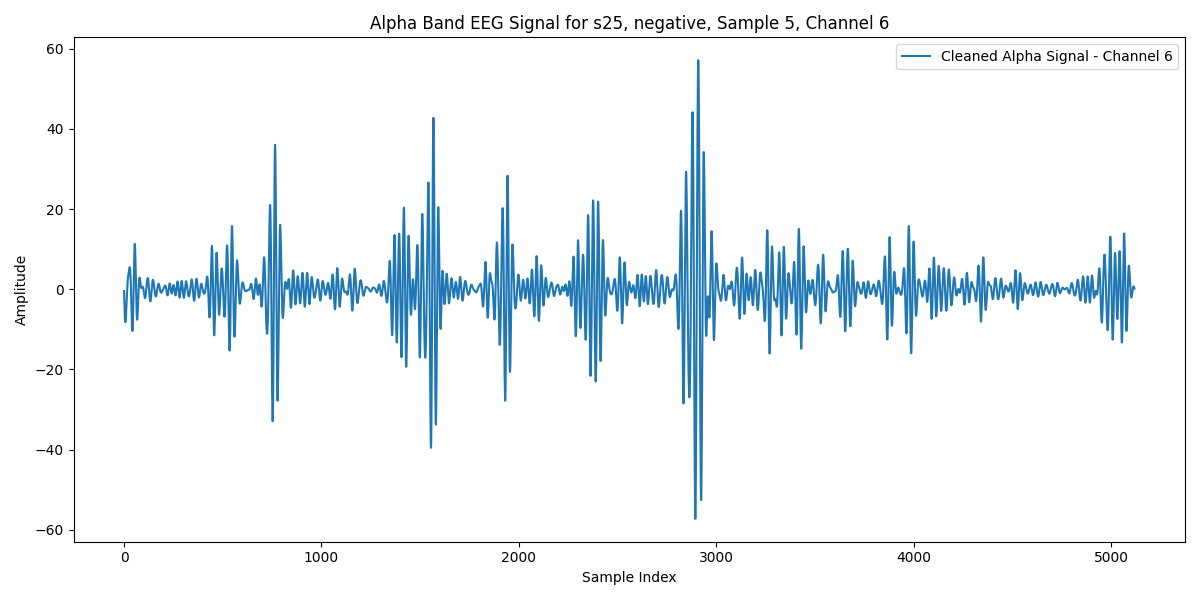 Alpha Band EEG Signal for s25, negative, Sample 5, Channel 6
Cleaned Alpha Signal - Channel 6
60
40
20
0
−20
−40
−60
Amplitude
0 1000 2000 3000 4000 5000
Sample Index